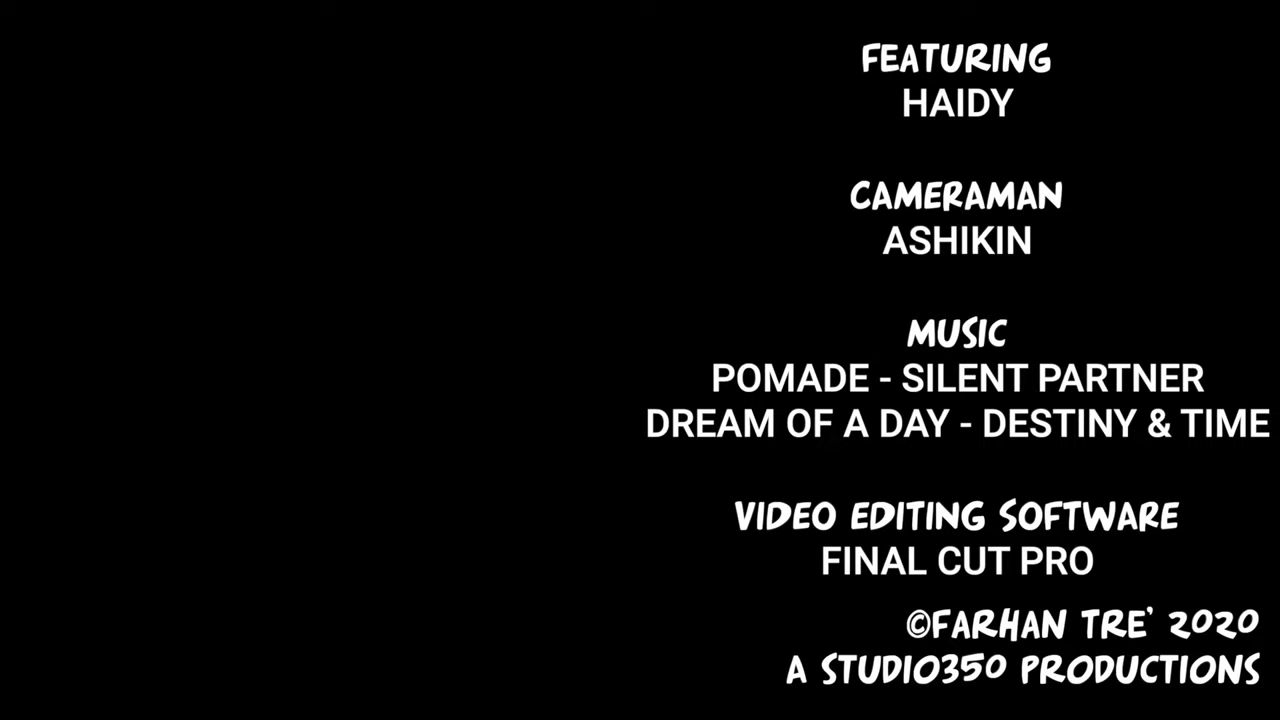 FEATURING
HAIDY
CAMERAMAN
ASHIKIN
MUSIC
POMADE - SILENT PARTNER
DREAM OF A DAY - DESTINY & TIME
VIDEO EDITING SOFTWARE
FINAL CUT PRO
©FARHAN TRE' 2020
A STUDIO350 PRODUCTIONS